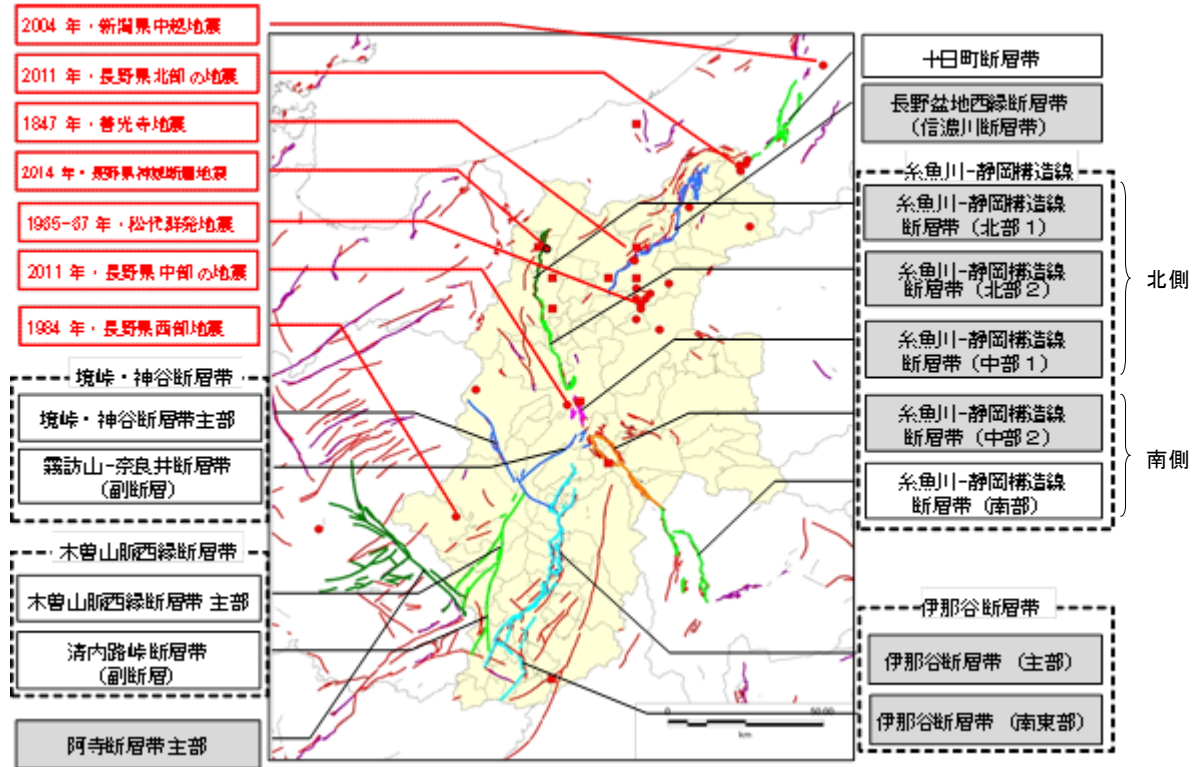 2004 年・新潟県中越地震
2011 年・長野県北部の地震
1847 年・善光寺地震
2014 年・長野県神城断層地震
1965-67 年・松代群発地震
2011 年・長野県中部の地震
1984 年・長野県西部地震
境峠・神谷断層帯
境峠・神谷断層帯主部
霧訪山-奈良井断層帯
(副断層)
木曽山脈西縁断層帯
木曽山脈西縁断層帯 主部
清内路峠断層帯
(副断層)
阿寺断層帯主部
十日町断層帯
長野盆地西縁断層帯
(信濃川断層帯)
糸魚川-静岡構造線
糸魚川-静岡構造線
断層帯(北部1)
糸魚川-静岡構造線
断層帯(北部2)
糸魚川-静岡構造線
断層帯(中部1)
北側
糸魚川-静岡構造線
断層帯(中部2)
糸魚川-静岡構造線
断層帯(南部)
南側
伊那谷断層帯
伊那谷断層帯 (主部)
伊那谷断層帯 (南東部)
0 50.00
km